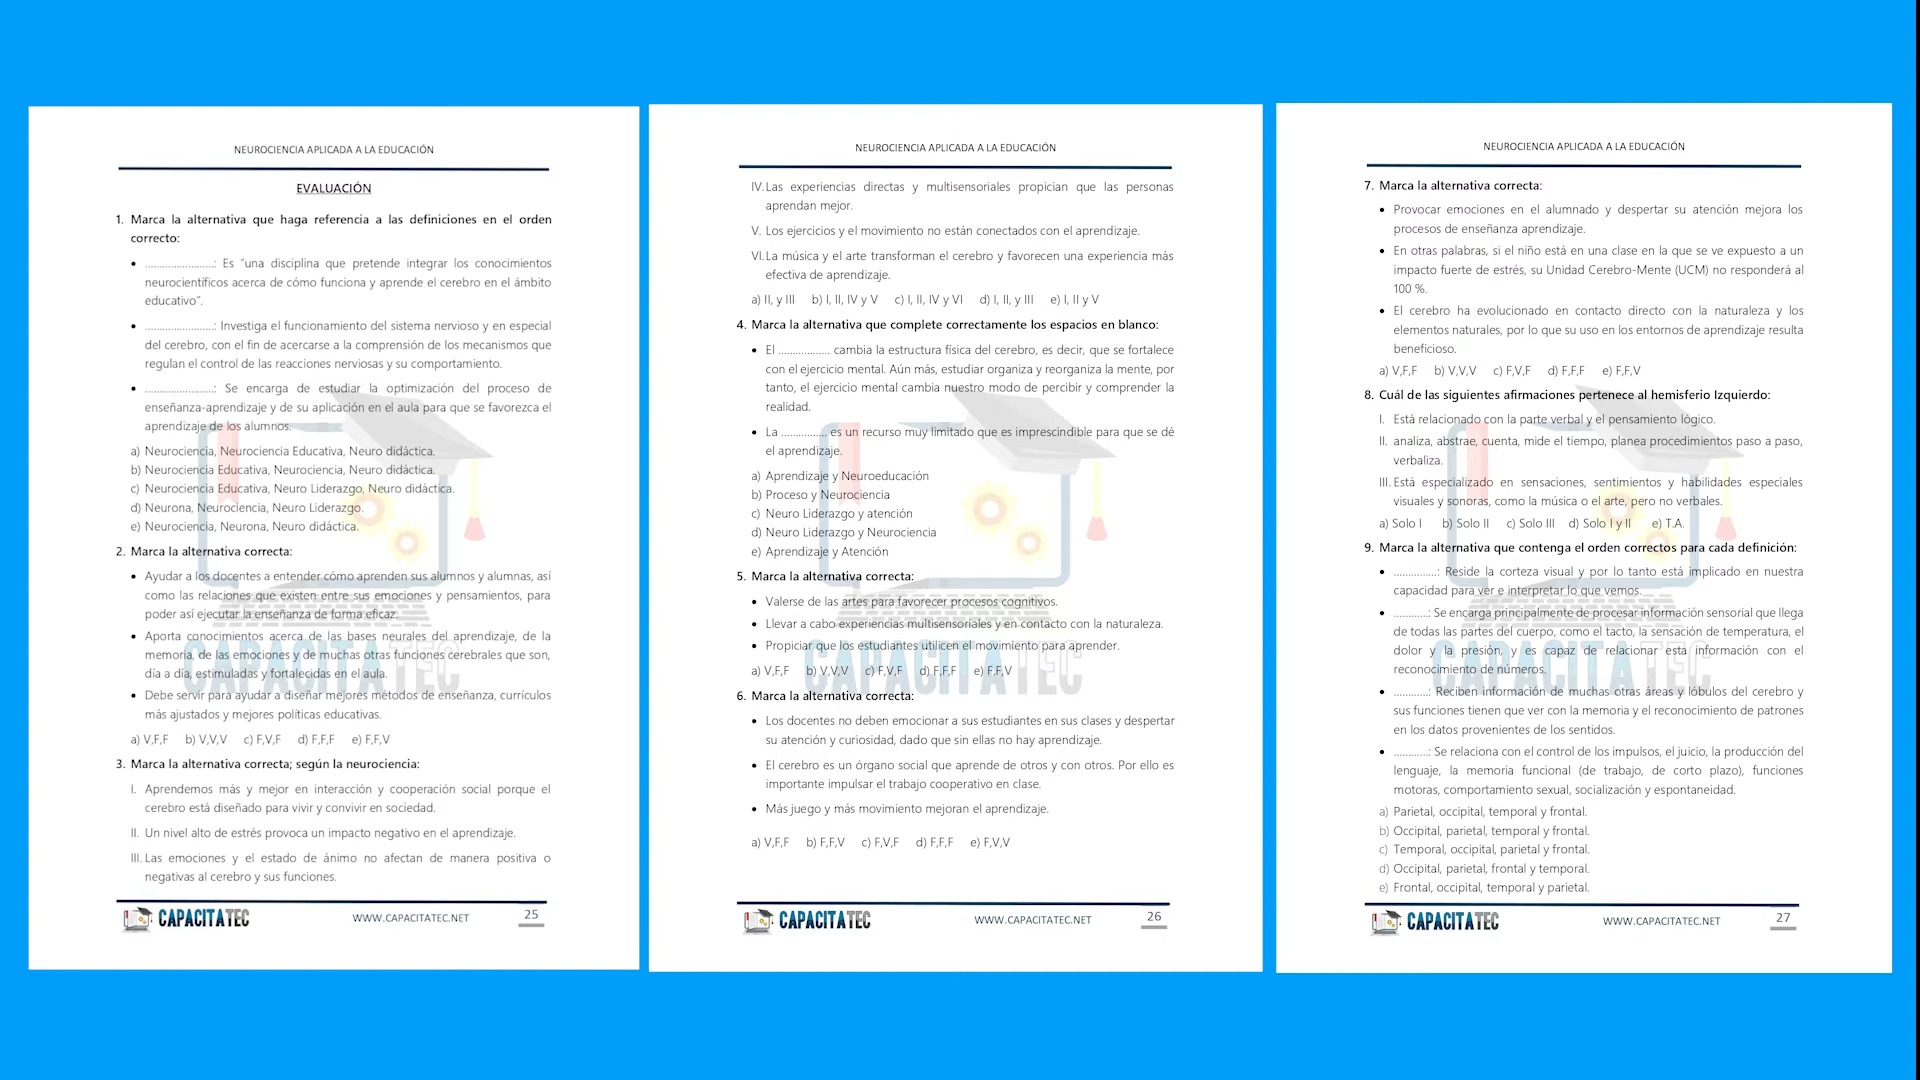 NEUROCIENCIA APLICADA A LA EDUCACIÓN
EVALUACIÓN
1. Marca la alternativa que haga referencia a las definiciones en el orden
correcto:
• ........................: Es "una disciplina que pretende integrar los conocimientos
neurocientíficos acerca de cómo funciona y aprende el cerebro en el ámbito
educativo".
• ........................: Investiga el funcionamiento del sistema nervioso y en especial
del cerebro, con el fin de acercarse a la comprensión de los mecanismos que
regulan el control de las reacciones nerviosas y su comportamiento.
• ........................: Se encarga de estudiar la optimización del proceso de
enseñanza-aprendizaje y de su aplicación en el aula para que se favorezca el
aprendizaje de los alumnos.
a) Neurociencia, Neurociencia Educativa, Neuro didáctica.
b) Neurociencia Educativa, Neurociencia, Neuro didáctica.
c) Neurociencia Educativa, Neuro Liderazgo, Neuro didáctica.
d) Neurona, Neurociencia, Neuro Liderazgo.
e) Neurociencia, Neurona, Neuro didáctica.
2. Marca la alternativa correcta:
• Ayudar a los docentes a entender cómo aprenden sus alumnos y alumnas, así
como las relaciones que existen entre sus emociones y pensamientos, para
poder así ejecutar la enseñanza de forma eficaz.
• Aporta conocimientos acerca de las bases neurales del aprendizaje, de la
memoria, de las emociones y de muchas otras funciones cerebrales que son,
día a día, estimuladas y fortalecidas en el aula.
• Debe servir para ayudar a diseñar mejores métodos de enseñanza, currículos
más ajustados y mejores políticas educativas.
a) V,F,F b) V,V,V c) F,V,F d) F,F,F e) F,F,V
3. Marca la alternativa correcta; según la neurociencia:
I. Aprendemos más y mejor en interacción y cooperación social porque el
cerebro está diseñado para vivir y convivir en sociedad.
II. Un nivel alto de estrés provoca un impacto negativo en el aprendizaje.
III. Las emociones y el estado de ánimo no afectan de manera positiva o
negativas al cerebro y sus funciones.
CAPACITATEC WWW.CAPACITATEC.NET 25
CAPACITATEC
NEUROCIENCIA APLICADA A LA EDUCACIÓN
IV. Las experiencias directas y multisensoriales propician que las personas
aprendan mejor.
V. Los ejercicios y el movimiento no están conectados con el aprendizaje.
VI. La música y el arte transforman el cerebro y favorecen una experiencia más
efectiva de aprendizaje.
a) II, y III b) I, II, IV y V c) I, II, IV y VI d) I, II, y III e) I, II y V
4. Marca la alternativa que complete correctamente los espacios en blanco:
• El .................. cambia la estructura física del cerebro, es decir, que se fortalece
con el ejercicio mental. Aún más, estudiar organiza y reorganiza la mente, por
tanto, el ejercicio mental cambia nuestro modo de percibir y comprender la
realidad.
• La ................ es un recurso muy limitado que es imprescindible para que se dé
el aprendizaje.
a) Aprendizaje y Neuroeducación
b) Proceso y Neurociencia
c) Neuro Liderazgo y atención
d) Neuro Liderazgo y Neurociencia
e) Aprendizaje y Atención
5. Marca la alternativa correcta:
• Valerse de las artes para favorecer procesos cognitivos.
• Llevar a cabo experiencias multisensoriales y en contacto con la naturaleza.
• Propiciar que los estudiantes utilicen el movimiento para aprender.
a) V,F,F b) V,V,V c) F,V,F d) F,F,F e) F,F,V
6. Marca la alternativa correcta:
• Los docentes no deben emocionar a sus estudiantes en sus clases y despertar
su atención y curiosidad, dado que sin ellas no hay aprendizaje.
• El cerebro es un órgano social que aprende de otros y con otros. Por ello es
importante impulsar el trabajo cooperativo en clase.
• Más juego y más movimiento mejoran el aprendizaje.
a) V,F,F b) F,F,V c) F,V,F d) F,F,F e) F,V,V
CAPACITATEC WWW.CAPACITATEC.NET 26
CAPACITATEC
NEUROCIENCIA APLICADA A LA EDUCACIÓN
7. Marca la alternativa correcta:
• Provocar emociones en el alumnado y despertar su atención mejora los
procesos de enseñanza aprendizaje.
• En otras palabras, si el niño está en una clase en la que se ve expuesto a un
impacto fuerte de estrés, su Unidad Cerebro-Mente (UCM) no responderá al
100 %.
• El cerebro ha evolucionado en contacto directo con la naturaleza y los
elementos naturales, por lo que su uso en los entornos de aprendizaje resulta
beneficioso.
a) V,F,F b) V,V,V c) F,V,F d) F,F,F e) F,F,V
8. Cuál de las siguientes afirmaciones pertenece al hemisferio Izquierdo:
I. Está relacionado con la parte verbal y el pensamiento lógico.
II. analiza, abstrae, cuenta, mide el tiempo, planea procedimientos paso a paso,
verbaliza.
III. Está especializado en sensaciones, sentimientos y habilidades especiales
visuales y sonoras, como la música o el arte, pero no verbales.
a) Solo I b) Solo II c) Solo III d) Solo I y II e) T.A.
9. Marca la alternativa que contenga el orden correctos para cada definición:
• ...............: Reside la corteza visual y por lo tanto está implicado en nuestra
capacidad para ver e interpretar lo que vemos.
• ............: Se encarga principalmente de procesar información sensorial que llega
de todas las partes del cuerpo, como el tacto, la sensación de temperatura, el
dolor y la presión, y es capaz de relacionar esta información con el
reconocimiento de números.
• ............: Reciben información de muchas otras áreas y lóbulos del cerebro y
sus funciones tienen que ver con la memoria y el reconocimiento de patrones
en los datos provenientes de los sentidos.
• ............: Se relaciona con el control de los impulsos, el juicio, la producción del
lenguaje, la memoria funcional (de trabajo, de corto plazo), funciones
motoras, comportamiento sexual, socialización y espontaneidad.
a) Parietal, occipital, temporal y frontal.
b) Occipital, parietal, temporal y frontal.
c) Temporal, occipital, parietal y frontal.
d) Occipital, parietal, frontal y temporal.
e) Frontal, occipital, temporal y parietal.
CAPACITATEC WWW.CAPACITATEC.NET 27
CAPACITATEC